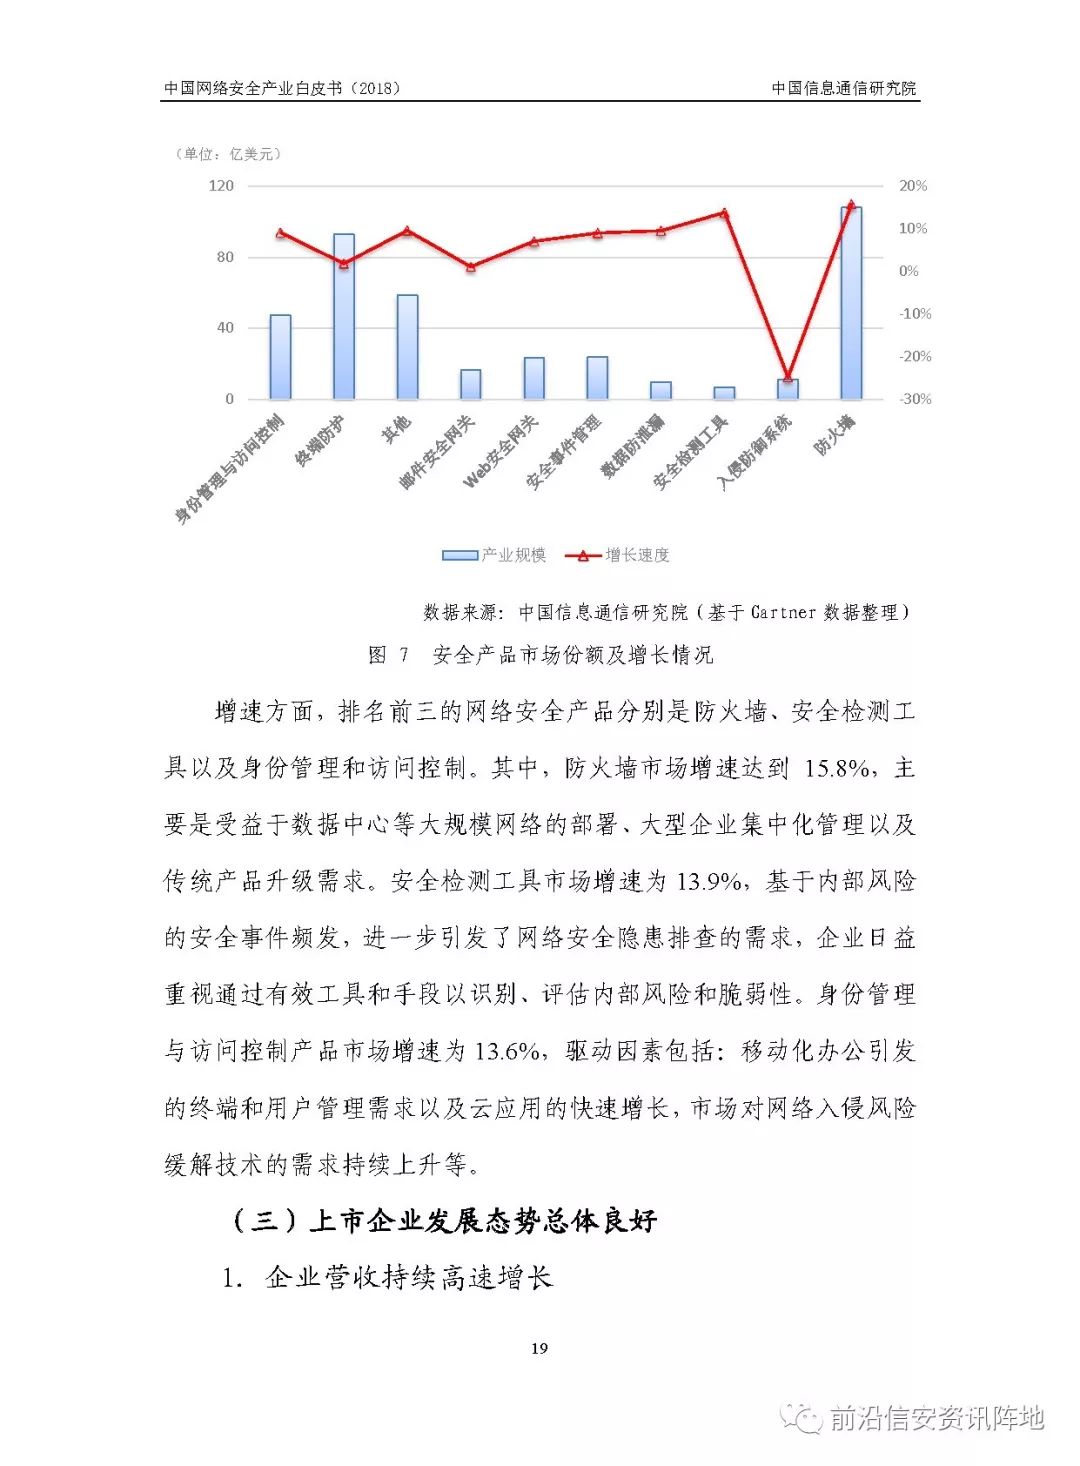 中国网络安全产业白皮书（2018）
中国信息通信研究院
（单位：亿美元）
120
80
40
0
20%
10%
0%
-10%
-20%
-30%
身份管理与访问控制
终端防护
其他
邮件安全网关
Web安全网关
安全事件管理
数据防泄漏
安全检测工具
入侵防御系统
防火墙
产业规模
增长速度
数据来源：中国信息通信研究院（基于 Gartner 数据整理）
图 7 安全产品市场份额及增长情况
增速方面，排名前三的网络安全产品分别是防火墙、安全检测工
具以及身份管理和访问控制。其中，防火墙市场增速达到 15.8%，主
要是受益于数据中心等大规模网络的部署、大型企业集中化管理以及
传统产品升级需求。安全检测工具市场增速为 13.9%，基于内部风险
的安全事件频发，进一步引发了网络安全隐患排查的需求，企业日益
重视通过有效工具和手段以识别、评估内部风险和脆弱性。身份管理
与访问控制产品市场增速为 13.6%，驱动因素包括：移动化办公引发
的终端和用户管理需求以及云应用的快速增长，市场对网络入侵风险
缓解技术的需求持续上升等。
（三）上市企业发展态势总体良好
1. 企业营收持续高速增长
19
前沿信安资讯阵地